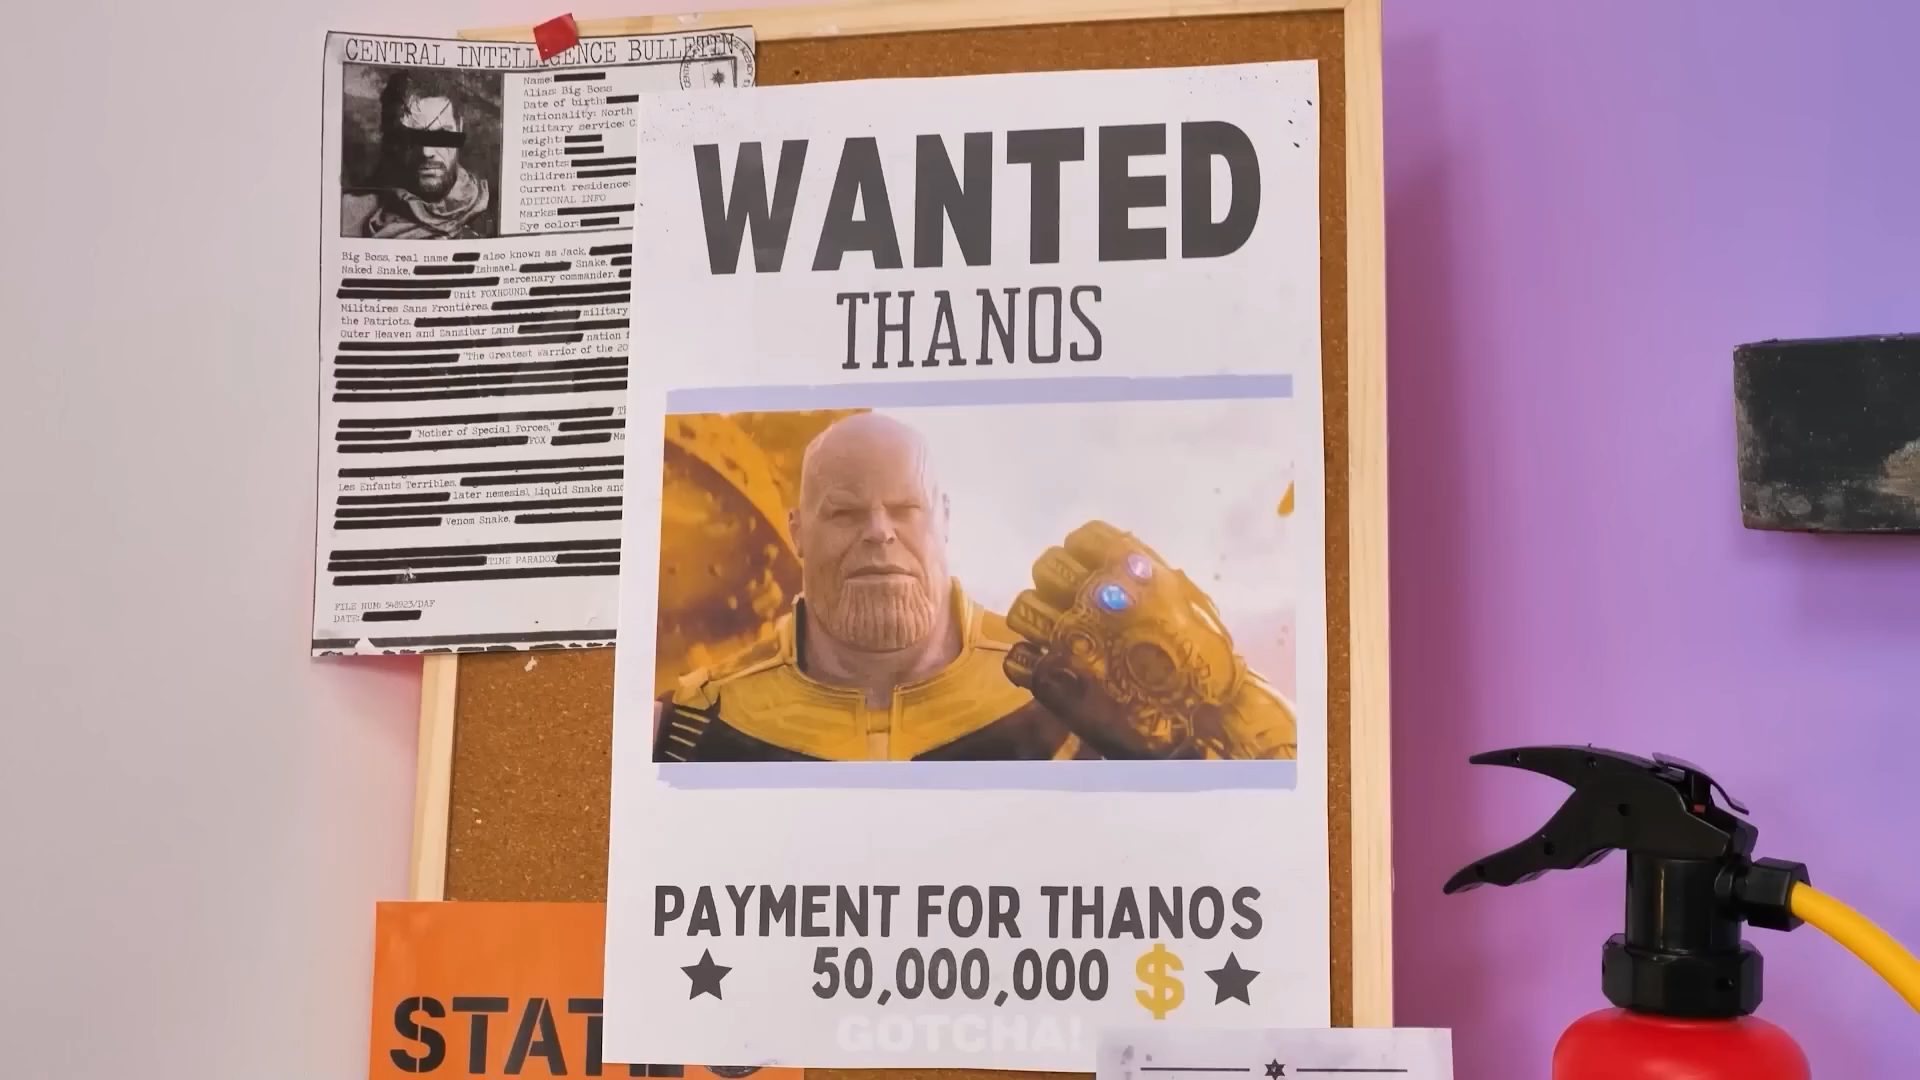 CENTRAL INTELLIGENCE BULLETIN
Name:
Alias: Big Boss
Date of birth:
Nationality: North
Military service: C
Weight:
Height:
Parents:
Children:
Current residence:
ADITIONAL INFO
Marks:
Eye color:
Big Boss, real name also known as Jack,
Naked Snake, Ishmael, Snake,
mercenary commander.
Unit FOXHOUND,
Militaires Sans Frontières, military
the Patriots,
Outer Heaven and Zanzibar Land
nation
"The Greatest warrior of the 20
"Mother of Special Forces,"
FOX Ma
Les Enfants Terribles,
later nemesis, Liquid Snake and
Venom Snake,
TIME PARADOX
FILE NUM: 548923/DAF
DATE:
WANTED
THANOS
PAYMENT FOR THANOS
★ 50,000,000 $ ★
GOTCHA!